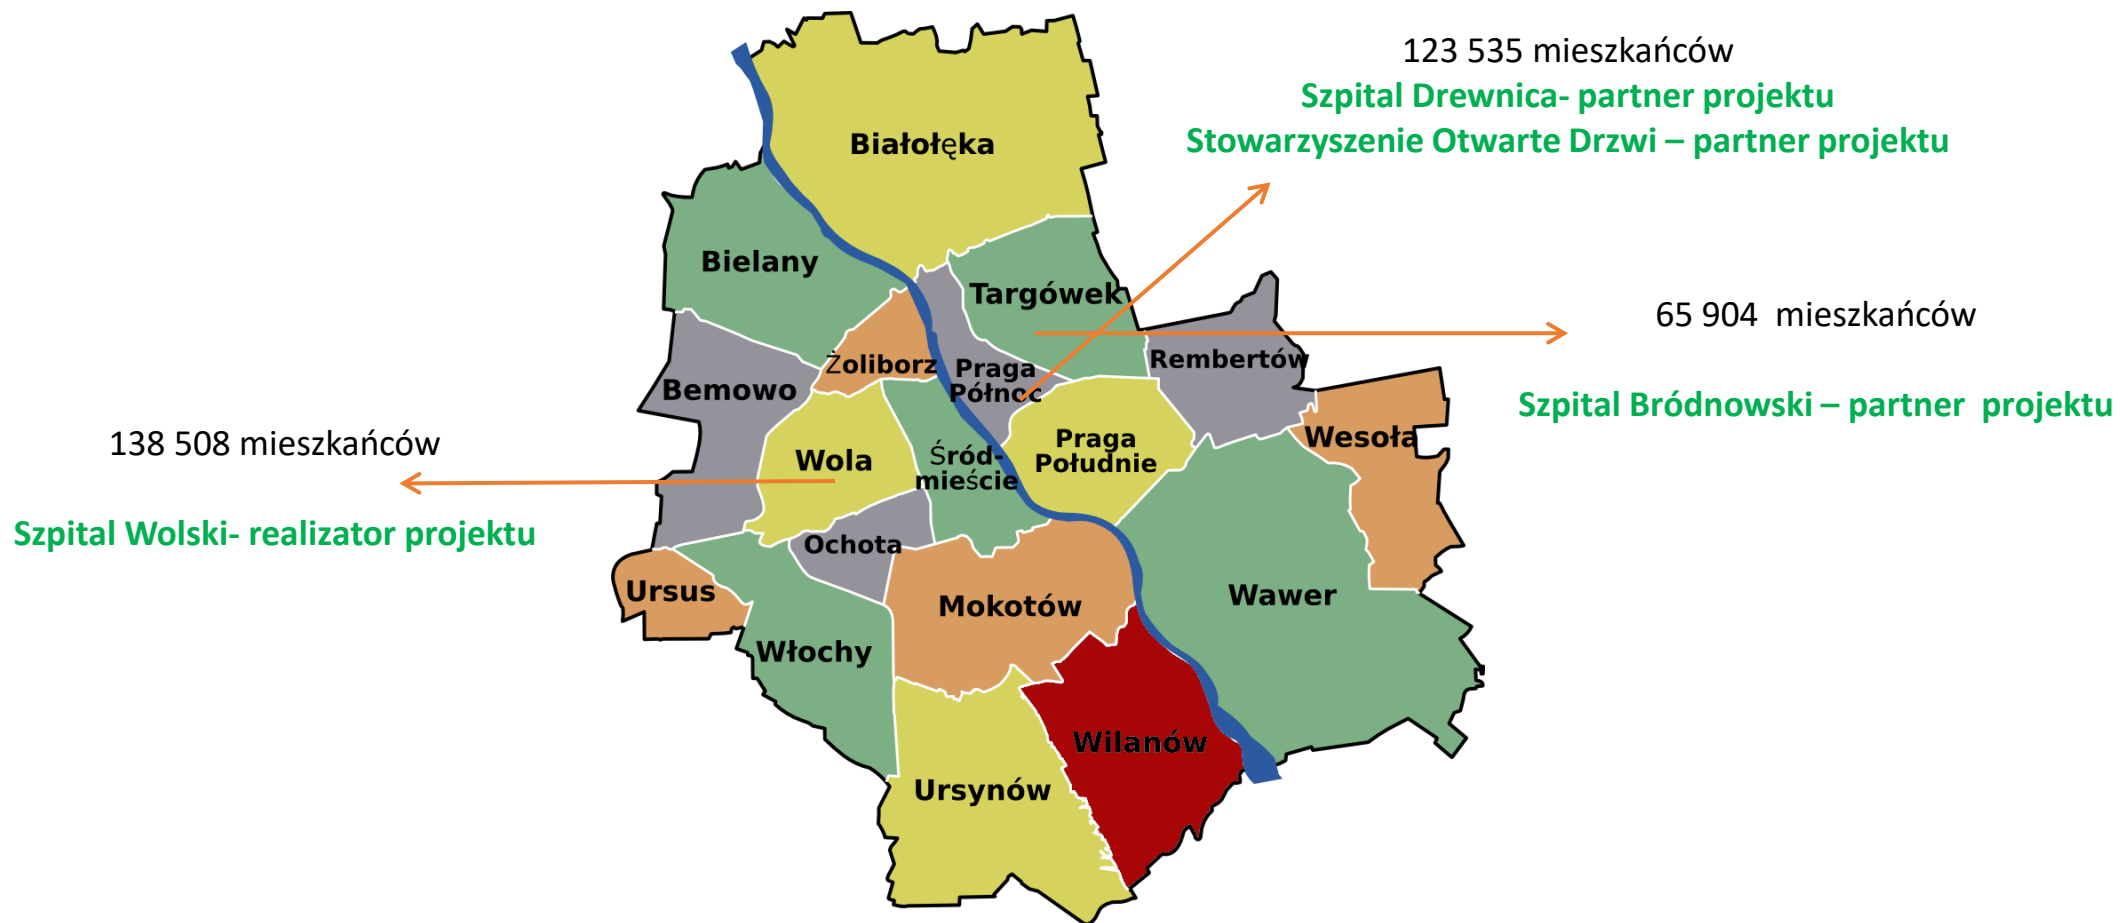 123 535 mieszkańców
Szpital Drewnica- partner projektu
Stowarzyszenie Otwarte Drzwi – partner projektu
Białołęka
Bielany
Targówek
65 904 mieszkańców
Żoliborz
Praga
Północ
Rembertów
Bemowo
Szpital Bródnowski – partner projektu
138 508 mieszkańców
Wola
Śród-
mieście
Praga
Południe
Wesoła
Szpital Wolski- realizator projektu
Ochota
Ursus
Mokotów
Wawer
Włochy
Wilanów
Ursynów